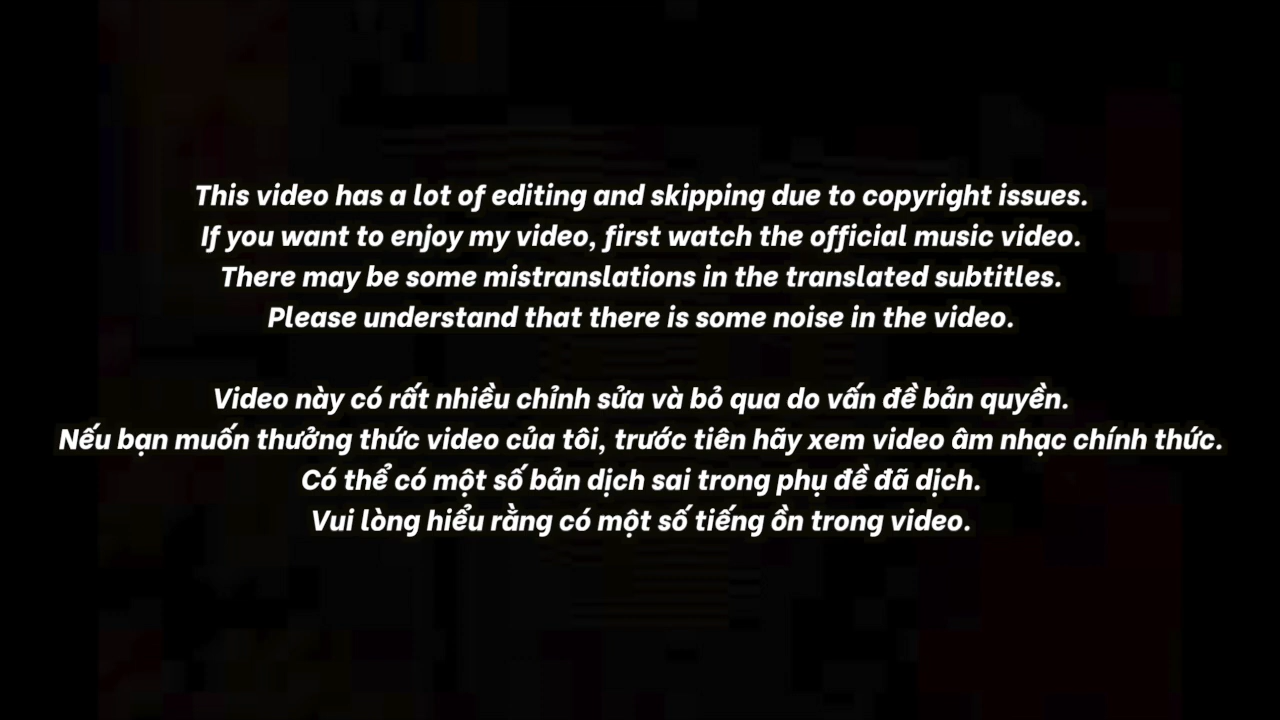 This video has a lot of editing and skipping due to copyright issues.
If you want to enjoy my video, first watch the official music video.
There may be some mistranslations in the translated subtitles.
Please understand that there is some noise in the video.
Video này có rất nhiều chỉnh sửa và bỏ qua do vấn đề bản quyền.
Nếu bạn muốn thưởng thức video của tôi, trước tiên hãy xem video âm nhạc chính thức.
Có thể có một số bản dịch sai trong phụ đề đã dịch.
Vui lòng hiểu rằng có một số tiếng ồn trong video.